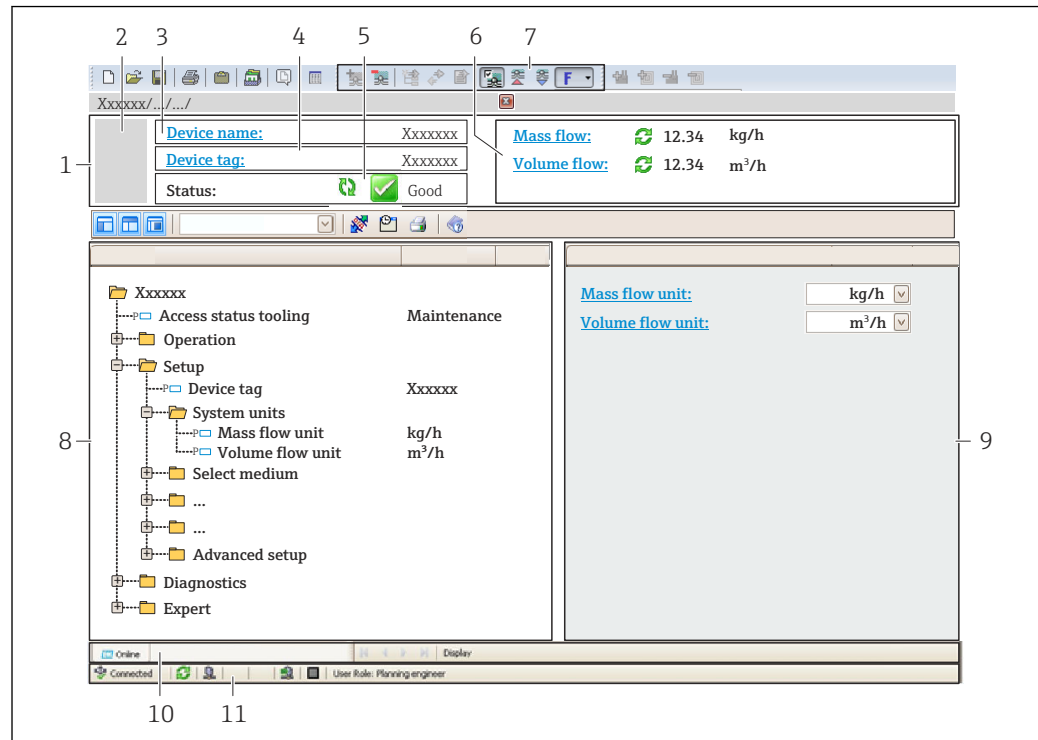 2 3 4 5 6 7
F
Xxxxxx/.../.../
1
Device name: Xxxxxxx
Device tag: Xxxxxxx
Status: Good
Mass flow: 12.34 kg/h
Volume flow: 12.34 m³/h
Xxxxxx
P Access status tooling Maintenance
Operation
Setup
P Device tag Xxxxxx
System units
P Mass flow unit kg/h
P Volume flow unit m³/h
Select medium
...
...
Advanced setup
Diagnostics
Expert
8
Mass flow unit: kg/h
Volume flow unit: m³/h
9
Online Display
Connected User Role: Planning engineer
10 11